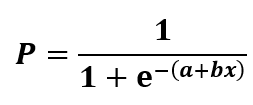 P = 1 / (1 + e^-(a+bx))